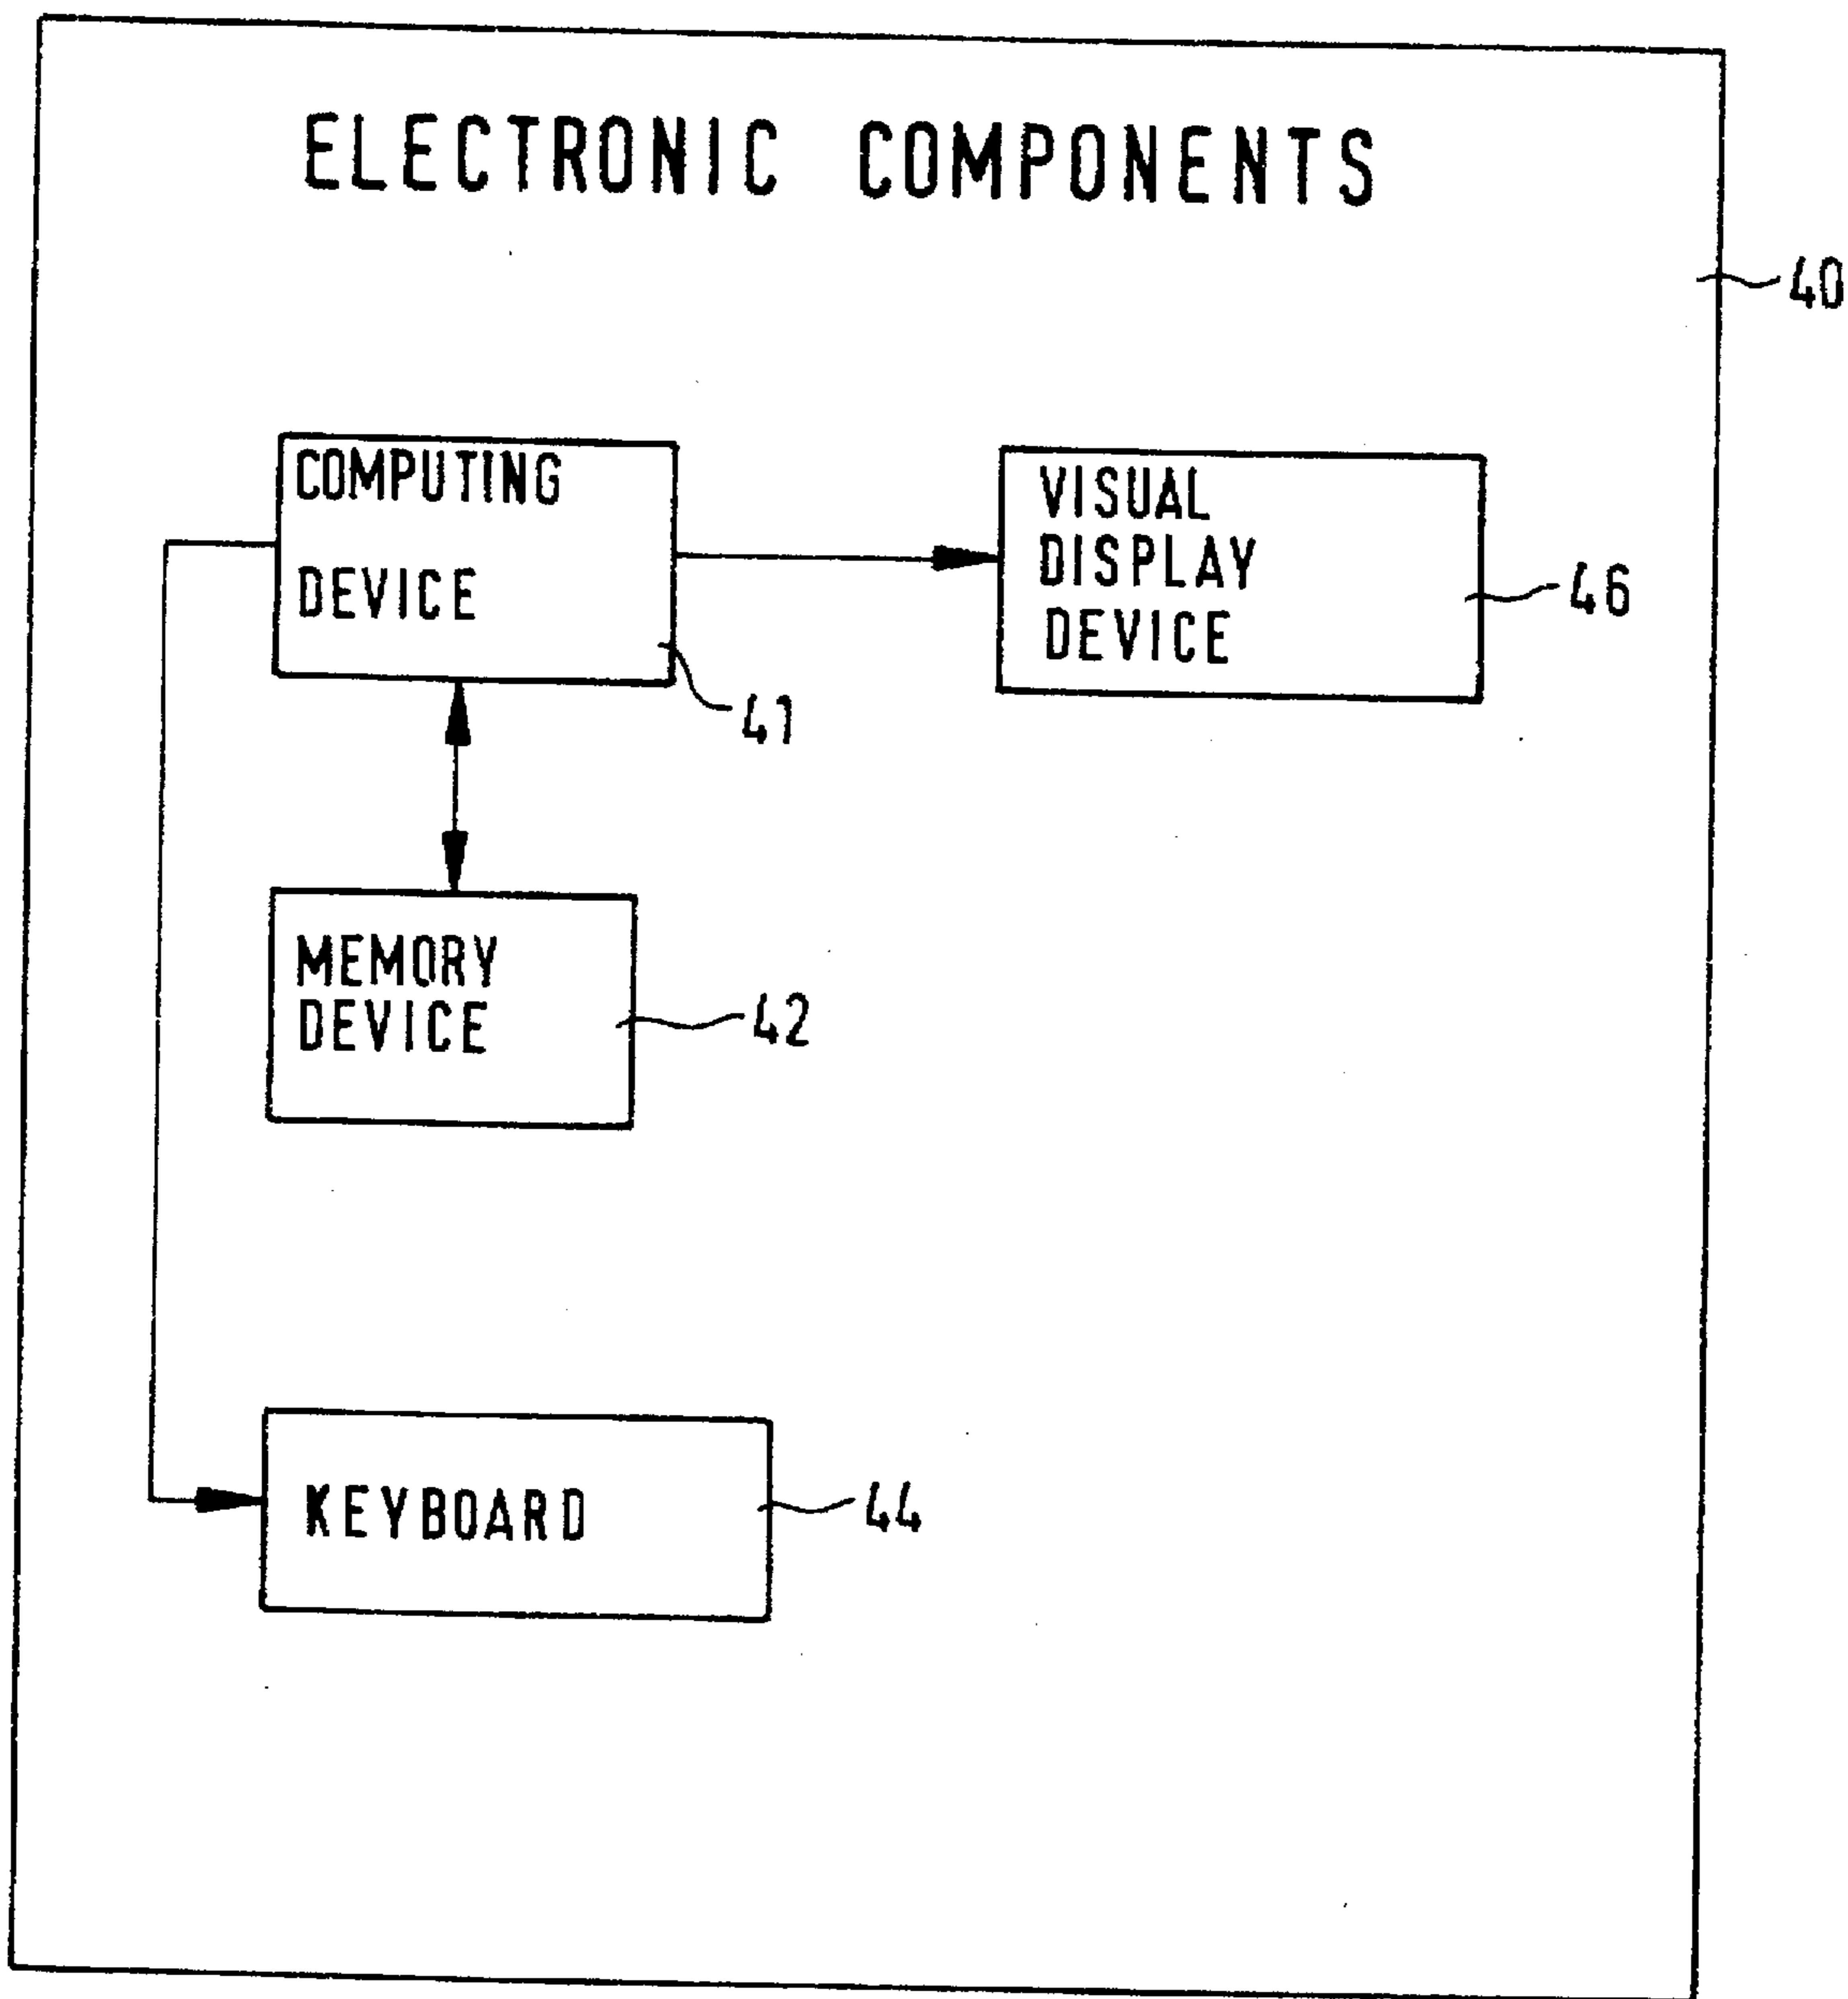 ELECTRONIC COMPONENTS
40
COMPUTING
DEVICE
41
VISUAL
DISPLAY
DEVICE
46
MEMORY
DEVICE
42
KEYBOARD
44